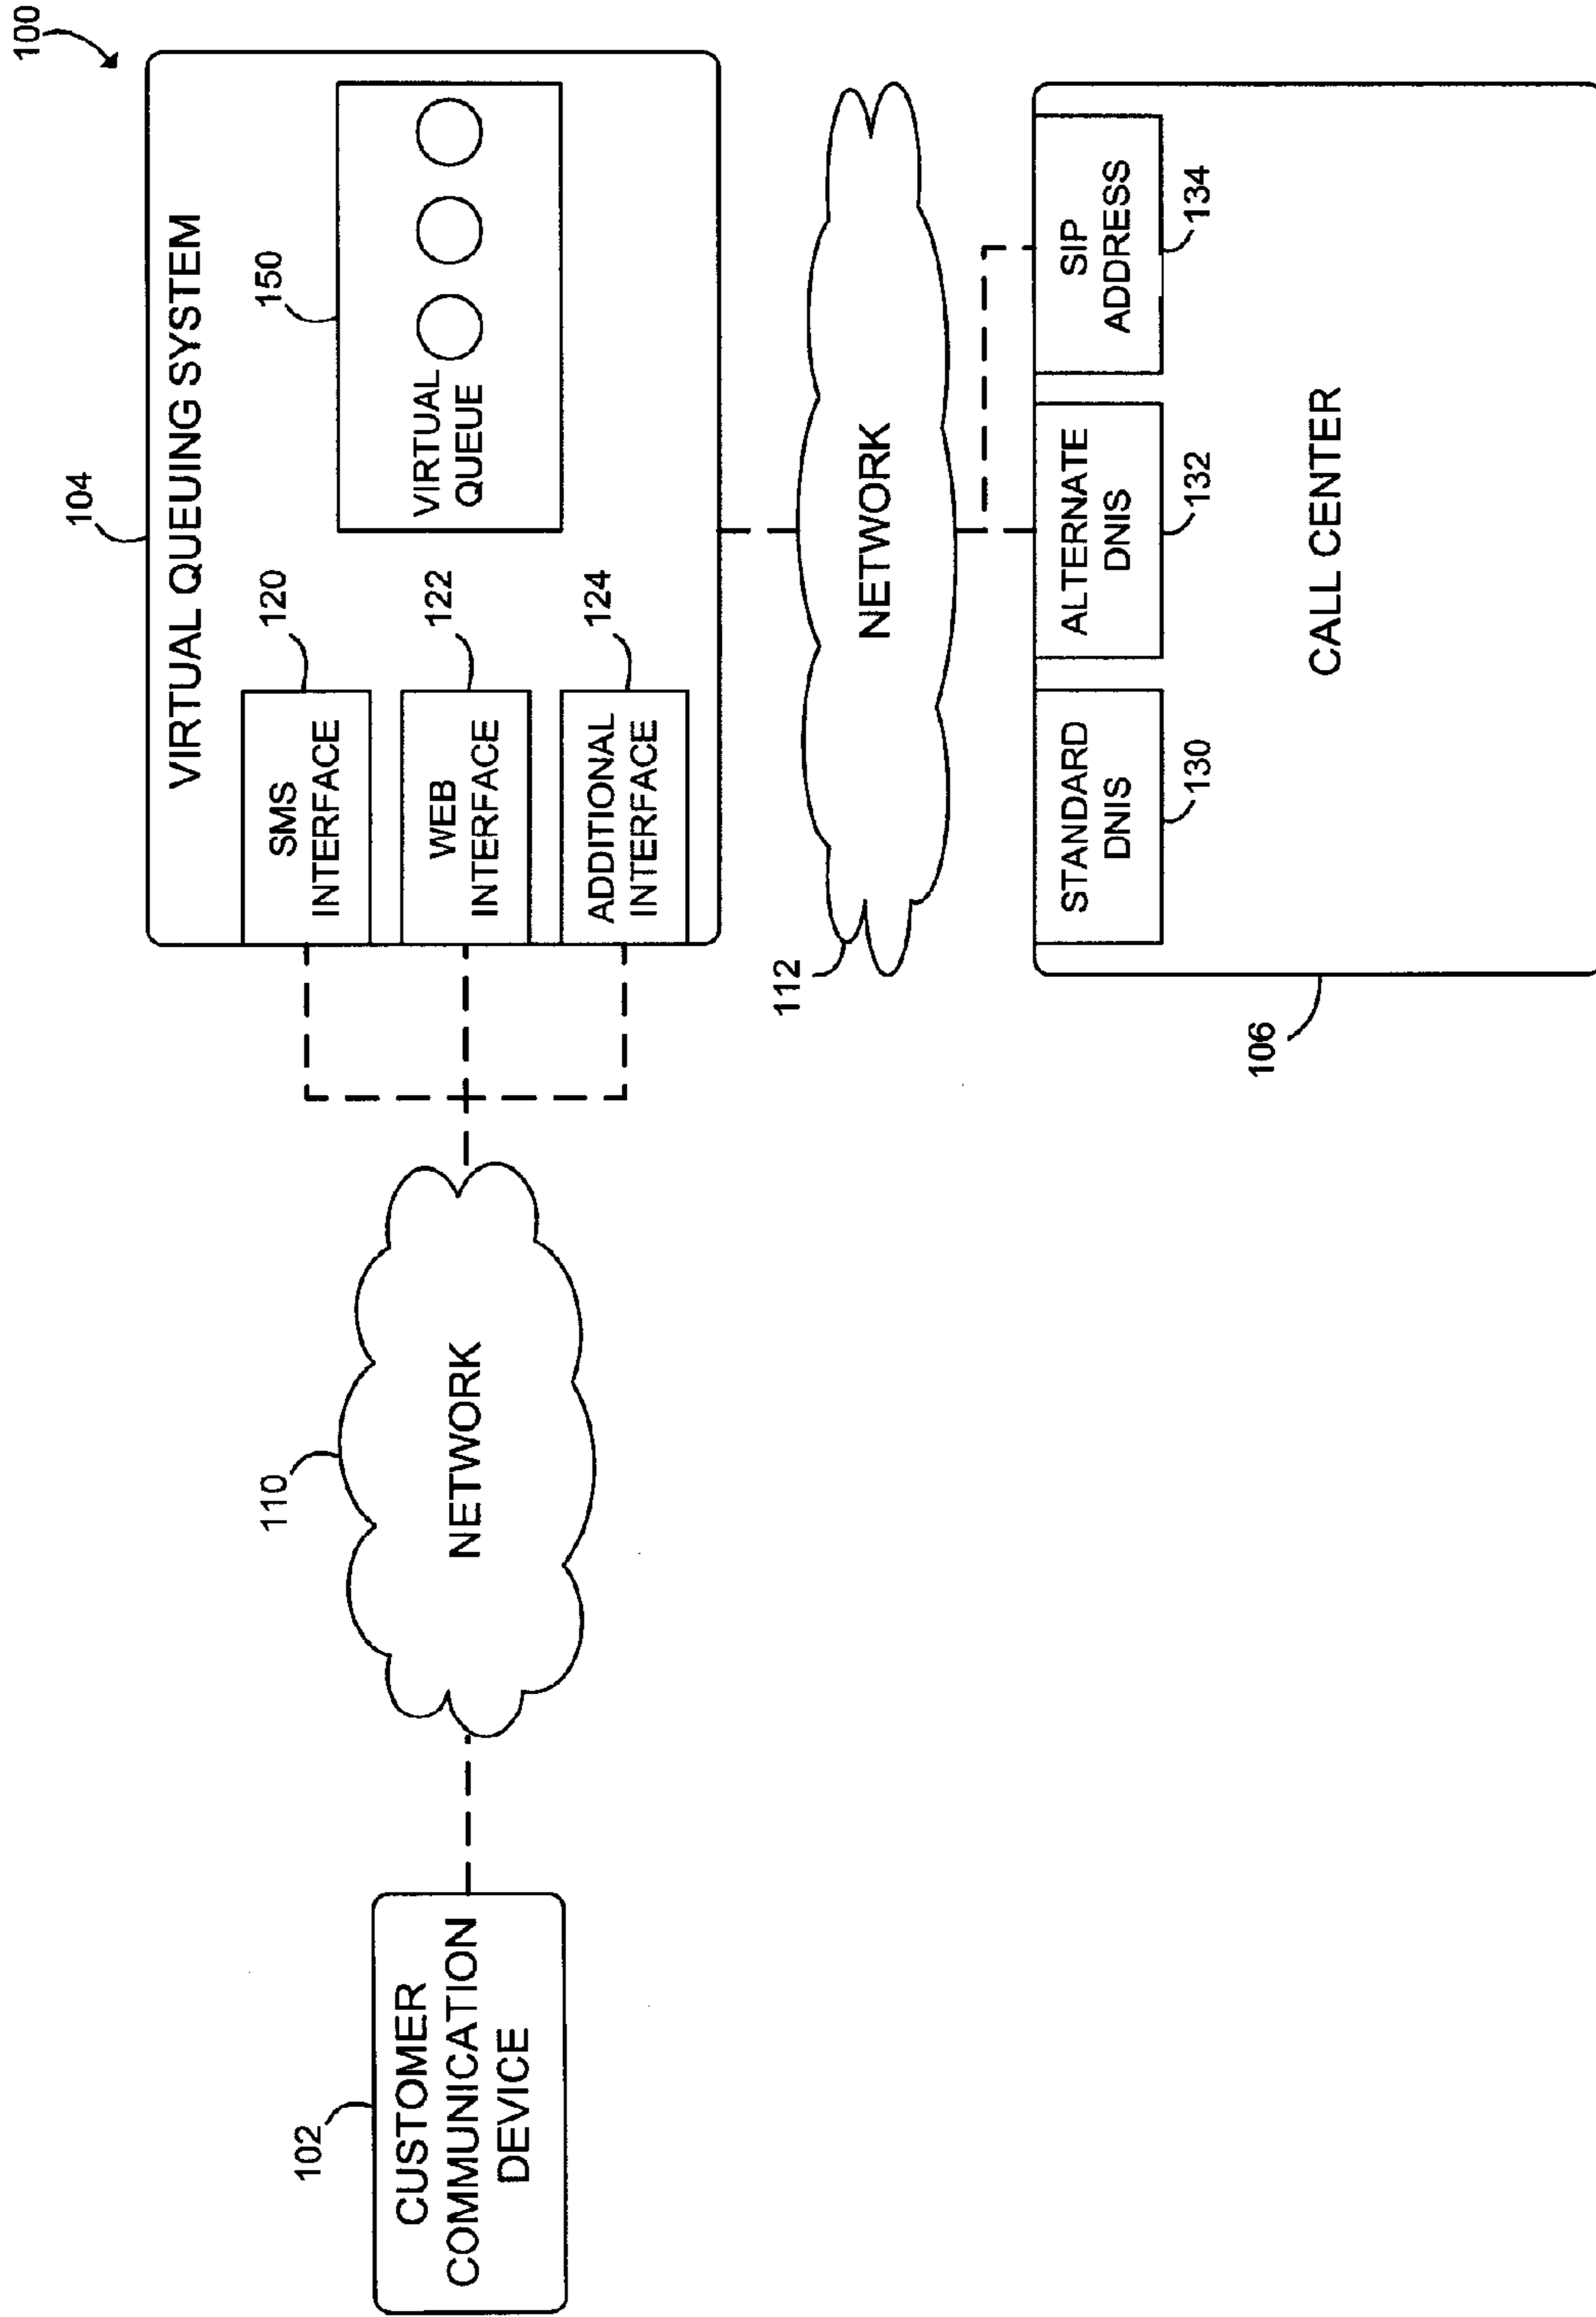 100
104
VIRTUAL QUEUING SYSTEM
SMS
INTERFACE
120
WEB
INTERFACE
122
ADDITIONAL
INTERFACE
124
150
VIRTUAL
QUEUE
102
CUSTOMER
COMMUNICATION
DEVICE
110
NETWORK
112
NETWORK
106
STANDARD
DNIS
130
ALTERNATE
DNIS
132
SIP
ADDRESS
134
CALL CENTER